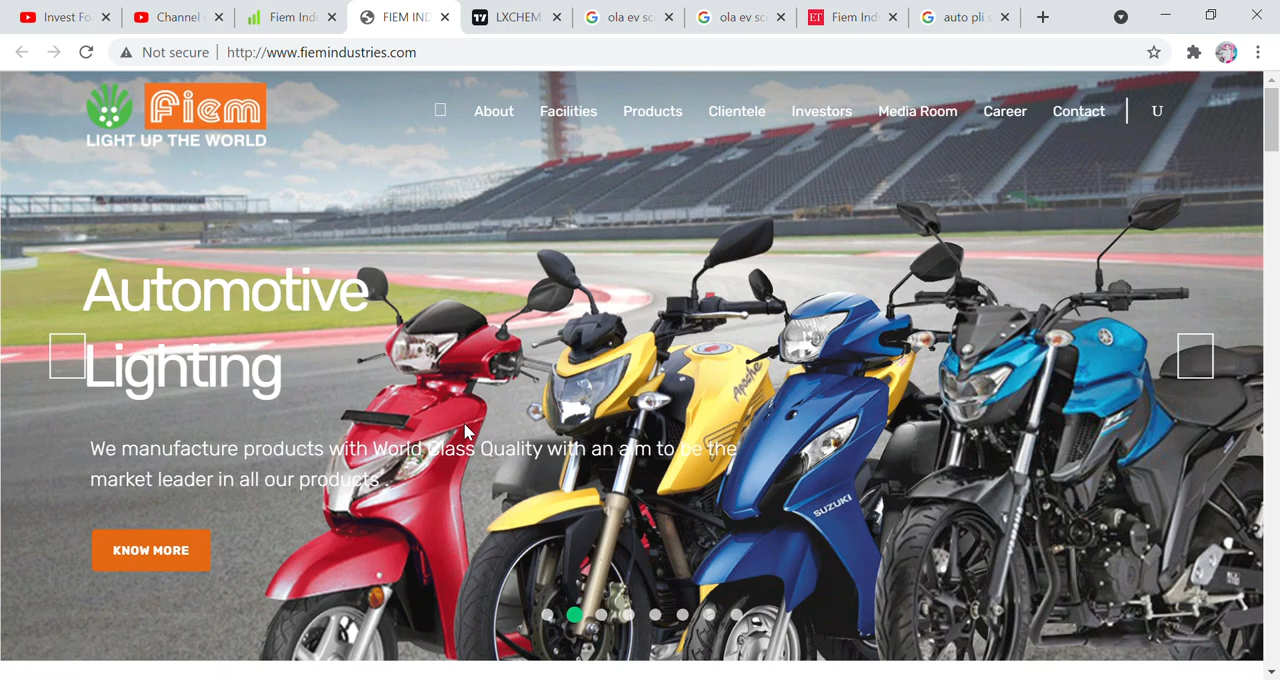 Invest Fo
Channel
Fiem Ind
FIEM IND
LXCHEM
ola ev sc
ola ev sc
ET
Fiem Ind
auto pli s
Not secure
http://www.fiemindustries.com
Fiem
LIGHT UP THE WORLD
About
Facilities
Products
Clientele
Investors
Media Room
Career
Contact
U
Automotive
Lighting
We manufacture products with World Class Quality with an aim to be the
market leader in all our products .
KNOW MORE
Apache
SUZUKI